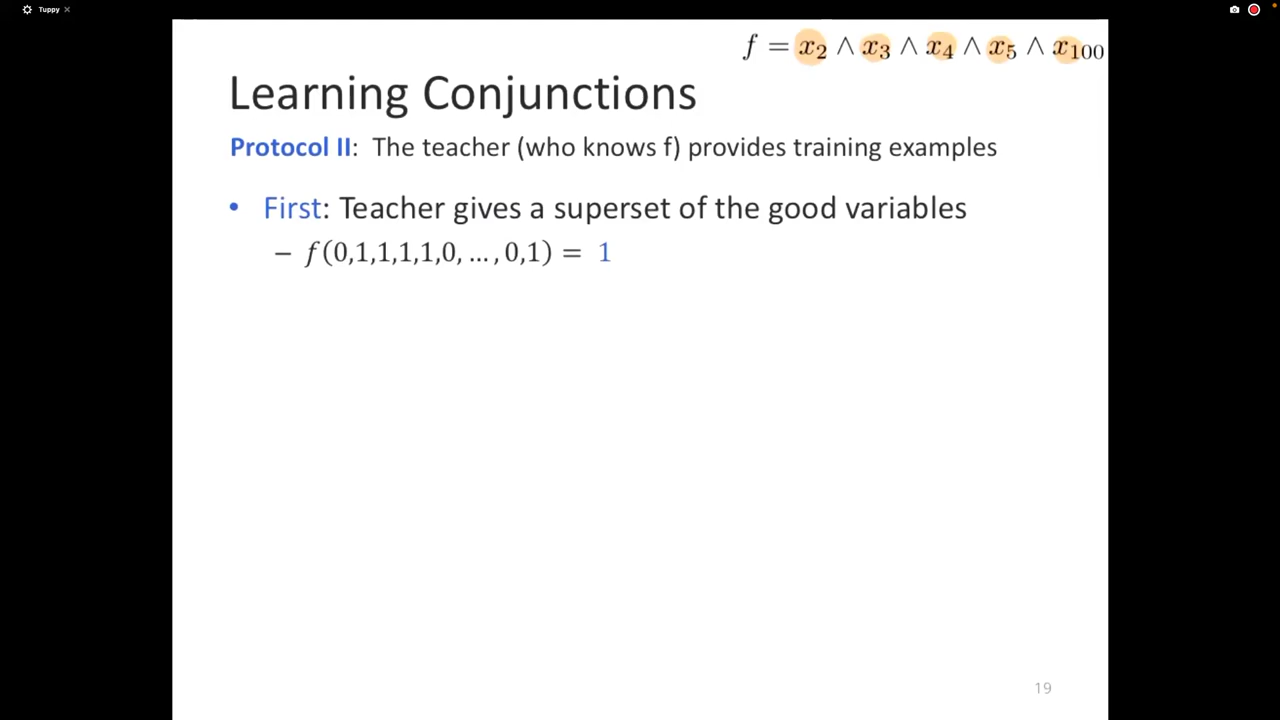 Tuppy ×
f = x₂ ∧ x₃ ∧ x₄ ∧ x₅ ∧ x₁₀₀
Learning Conjunctions
Protocol II: The teacher (who knows f) provides training examples
• First: Teacher gives a superset of the good variables
– f(0,1,1,1,1,0, ... , 0,1) = 1
19